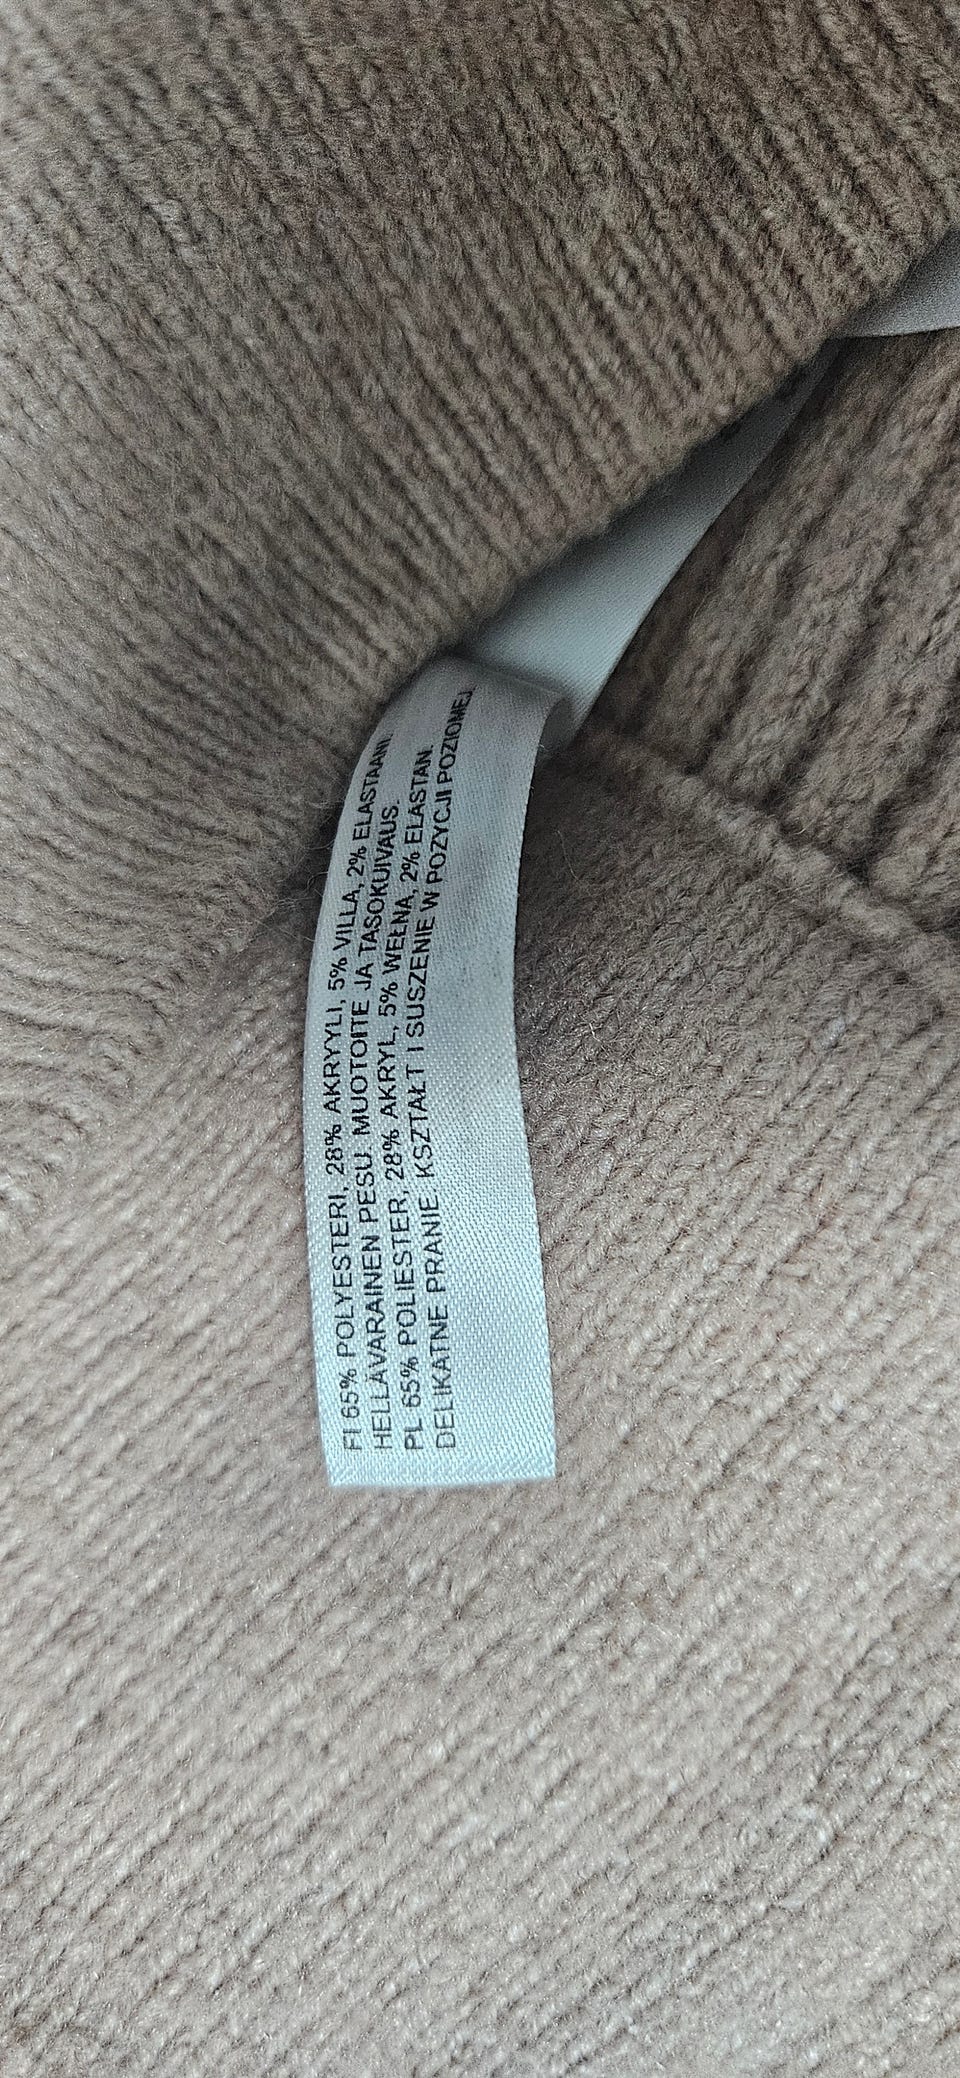 FI 65% POLYESTERI, 28% AKRYYLI, 5% VILLA, 2% ELASTAANI.
HELLÄVARAINEN PESU. MUOTOITE JA TASOKUIVAUS.
PL 65% POLIESTER, 28% AKRYL, 5% WEŁNA, 2% ELASTAN.
DELIKATNE PRANIE. KSZTAŁT I SUSZENIE W POZYCJI POZIOMEJ